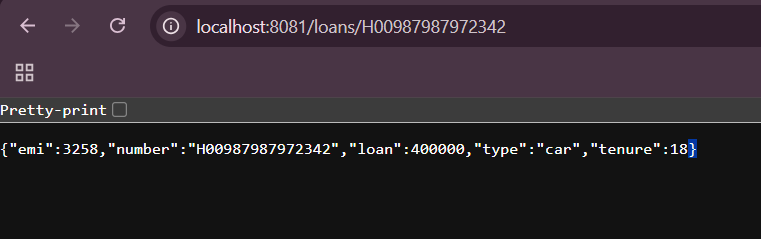 localhost:8081/loans/H00987987972342
Pretty-print
{"emi":3258,"number":"H00987987972342","loan":400000,"type":"car","tenure":18}